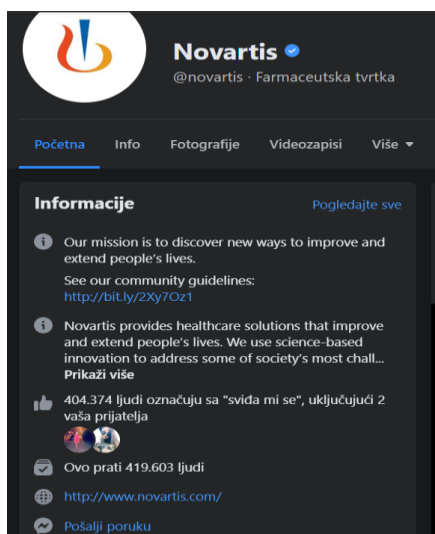 Novartis
@novartis · Farmaceutska tvrtka
Početna Info Fotografije Videozapisi Više
Informacije Pogledajte sve
Our mission is to discover new ways to improve and
extend people's lives.
See our community guidelines:
http://bit.ly/2Xy7Oz1
Novartis provides healthcare solutions that improve
and extend people's lives. We use science-based
innovation to address some of society's most chall...
Prikaži više
404.374 ljudi označuju sa "sviđa mi se", uključujući 2
vaša prijatelja
Ovo prati 419.603 ljudi
http://www.novartis.com/
Pošalji poruku